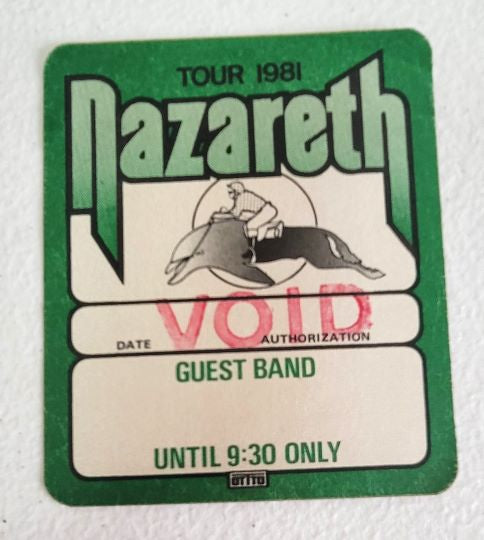 TOUR 1981
nazareth
VOID
DATE
AUTHORIZATION
GUEST BAND
UNTIL 9:30 ONLY
OTTO